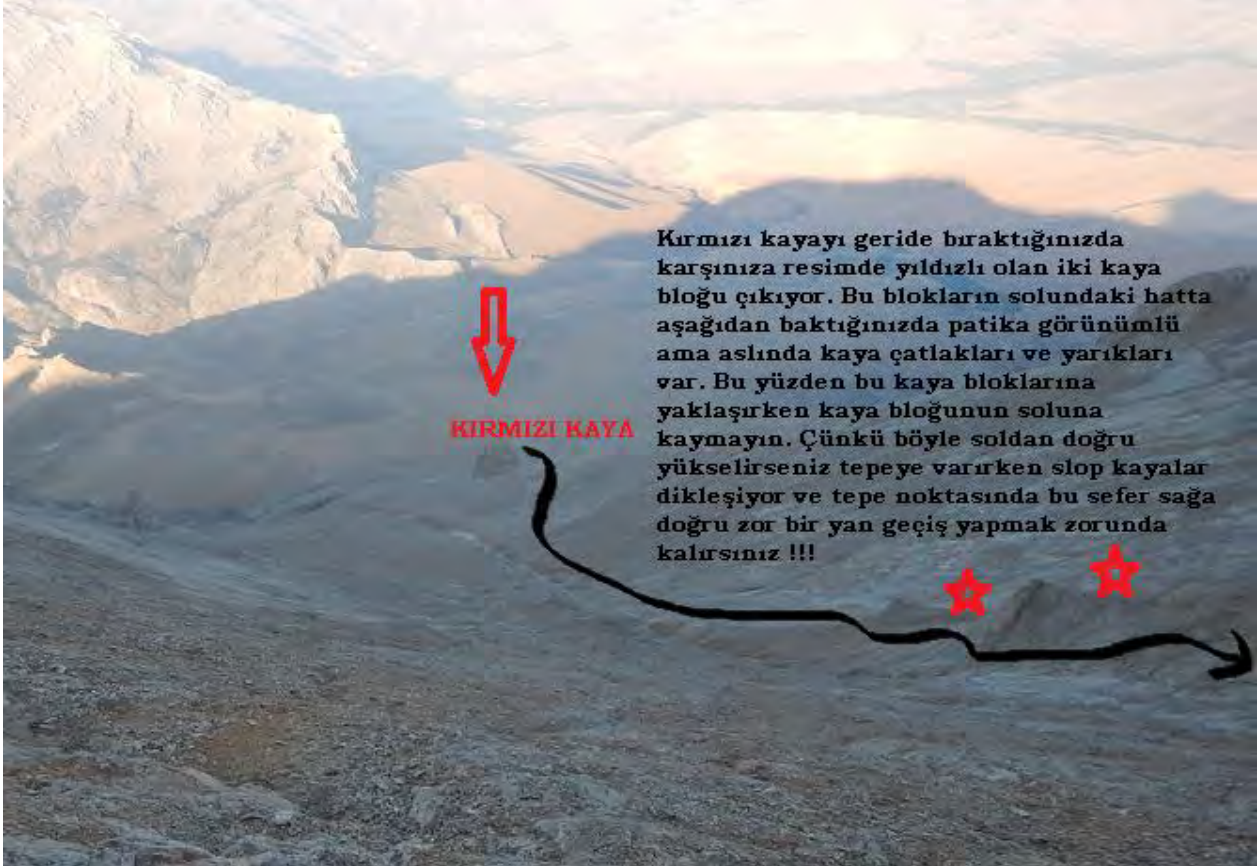 Kırmızı kayayı geride bıraktığınızda
karşınıza resimde yıldızlı olan iki kaya
bloğu çıkıyor. Bu blokların solundaki hatta
aşağıdan baktığınızda patika görünümlü
ama aslında kaya çatlakları ve yarıkları
var. Bu yüzden bu kaya bloklarına
yaklaşırken kaya bloğunun soluna
kaymayın. Çünkü böyle soldan doğru
yükselirseniz tepeye varırken slop kayalar
dikleşiyor ve tepe noktasında bu sefer sağa
doğru zor bir yan geçiş yapmak zorunda
kalırsınız !!!
KIRMIZI KAYA